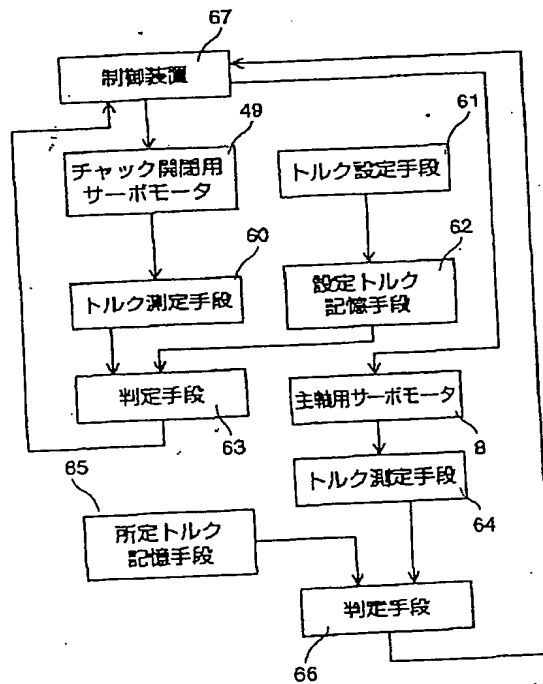 67
制御装置
49
チャック開閉用
サーボモータ
61
トルク設定手段
60
トルク測定手段
62
設定トルク
記憶手段
判定手段
63
主軸用サーボモータ
8
トルク測定手段
64
65
所定トルク
記憶手段
判定手段
66